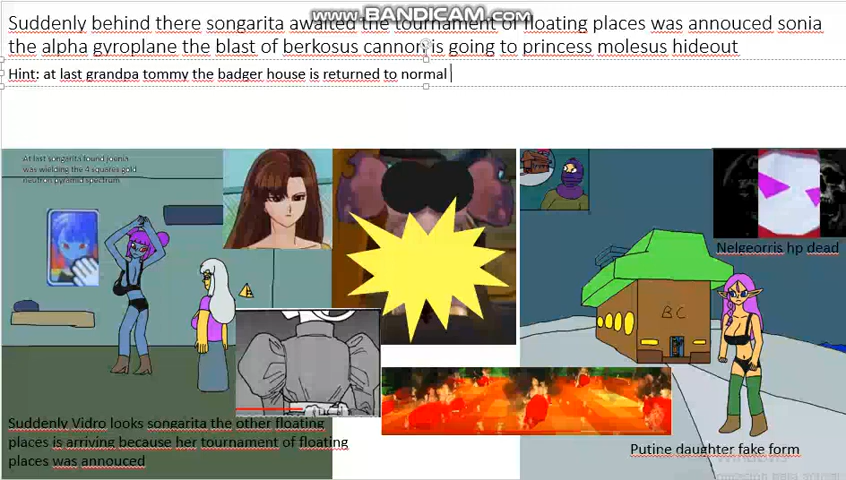 WWW.BANDICAM.COM
Suddenly behind there songarita awaited the tournament of floating places was annouced sonia
the alpha gyroplane the blast of berkosus cannon is going to princess molesus hideout
Hint: at last grandpa tommy the badger house is returned to normal
At last songarita found jounia
was wielding the 4 squaris gold
neutron pyramid spectrum
Nelgeorris hp dead
BC
Suddenly Vidro looks songarita the other floating
places is arriving because her tournament of floating
places was annouced
Putine daughter fake form